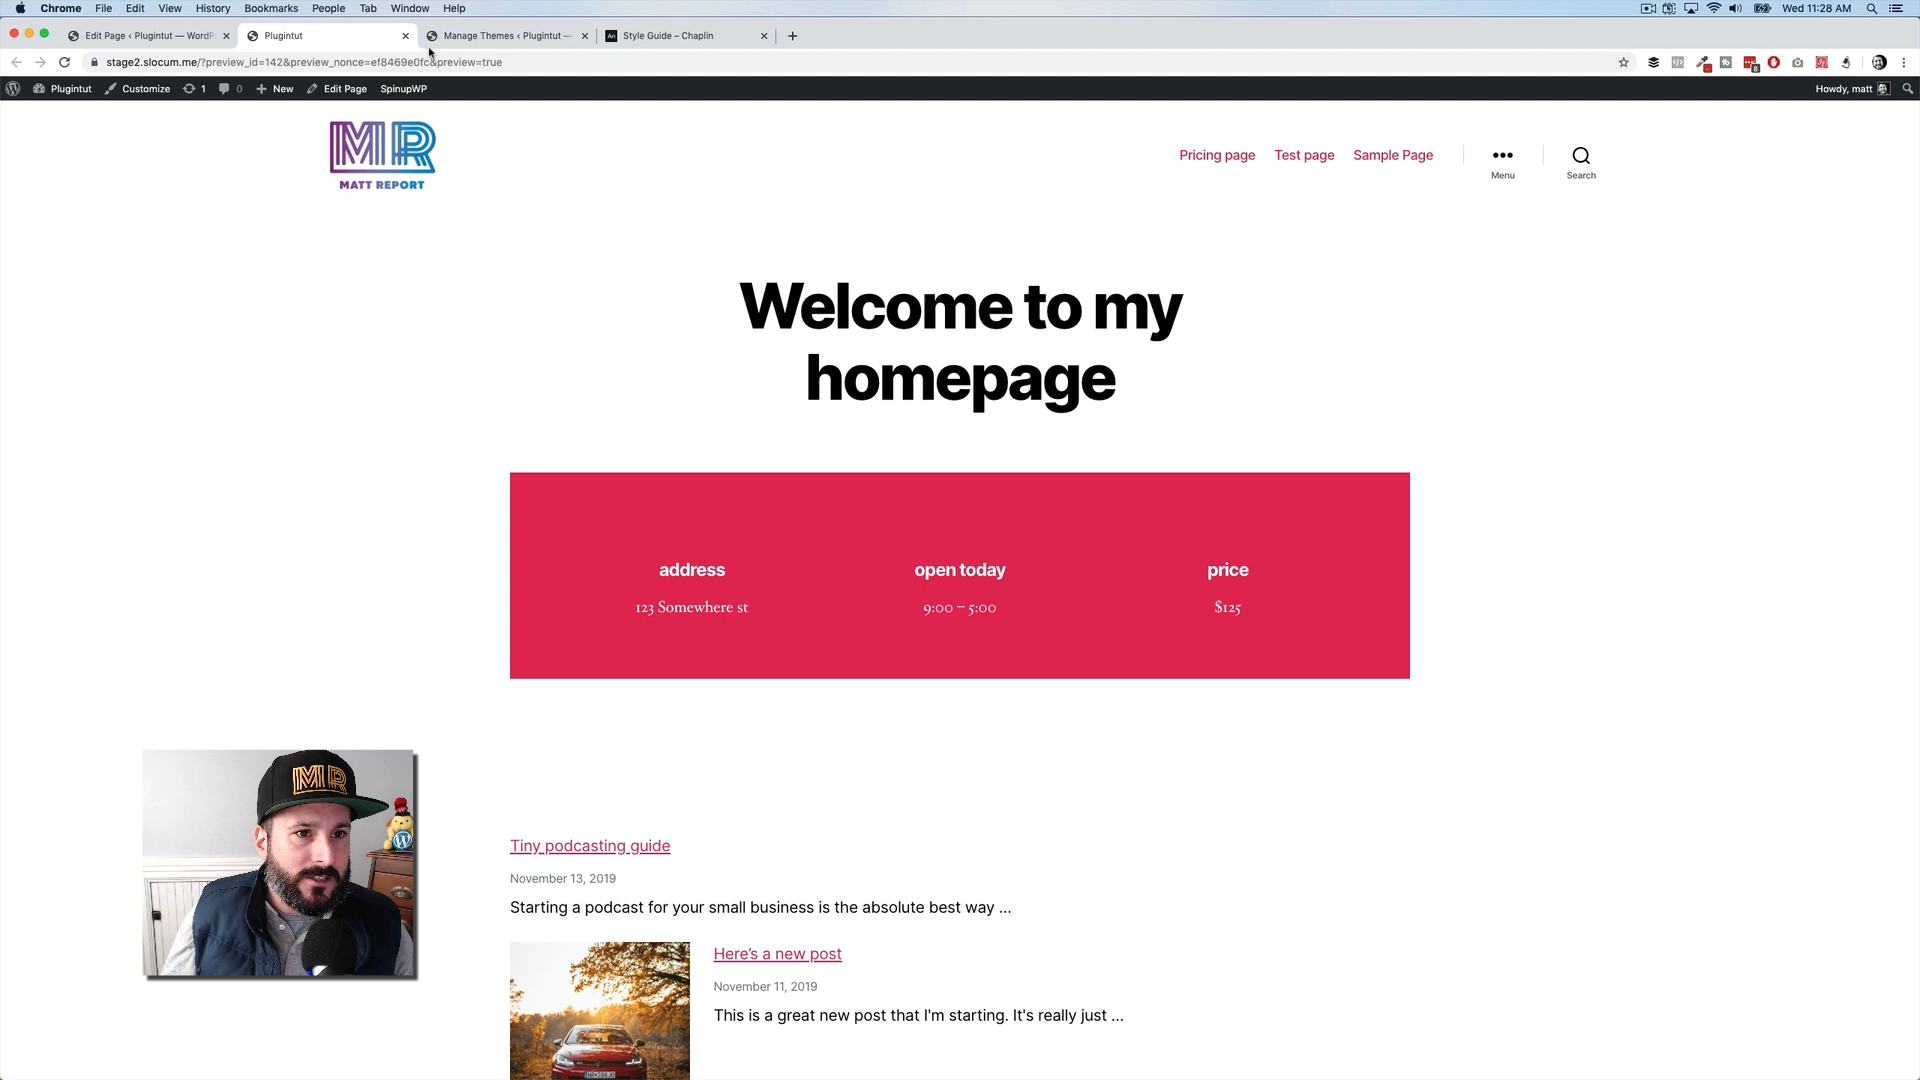 Chrome File Edit View History Bookmarks People Tab Window Help Wed 11:28 AM
Edit Page ‹ Plugintut — WordP Plugintut Manage Themes ‹ Plugintut — Style Guide – Chaplin
stage2.slocum.me/?preview_id=142&preview_nonce=ef8469e0fc&preview=true
Plugintut Customize 1 0 New Edit Page SpinupWP Howdy, matt
MR
MATT REPORT
Pricing page Test page Sample Page Menu Search
Welcome to my
homepage
address open today price
123 Somewhere st 9:00 – 5:00 $125
MR
Tiny podcasting guide
November 13, 2019
Starting a podcast for your small business is the absolute best way ...
Here’s a new post
November 11, 2019
This is a great new post that I'm starting. It's really just ...